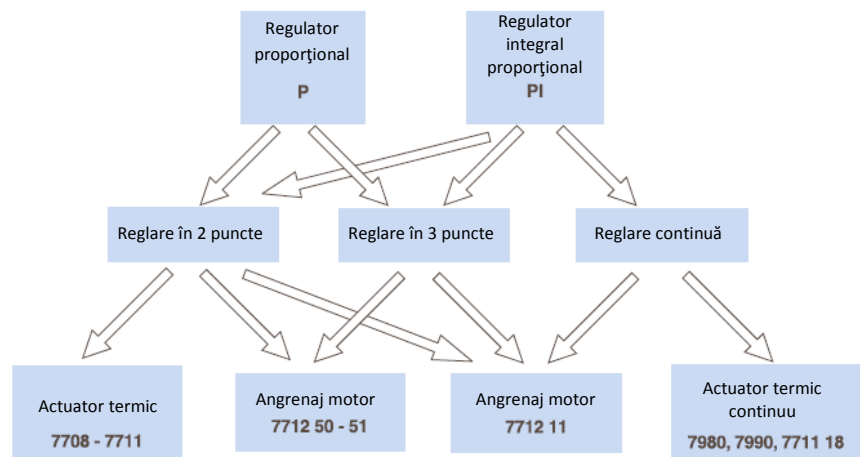 Regulator
proporţional
P
Regulator
integral
proporţional
PI
Reglare în 2 puncte
Reglare în 3 puncte
Reglare continuă
Actuator termic
7708 - 7711
Angrenaj motor
7712 50 - 51
Angrenaj motor
7712 11
Actuator termic
continuu
7980, 7990, 7711 18